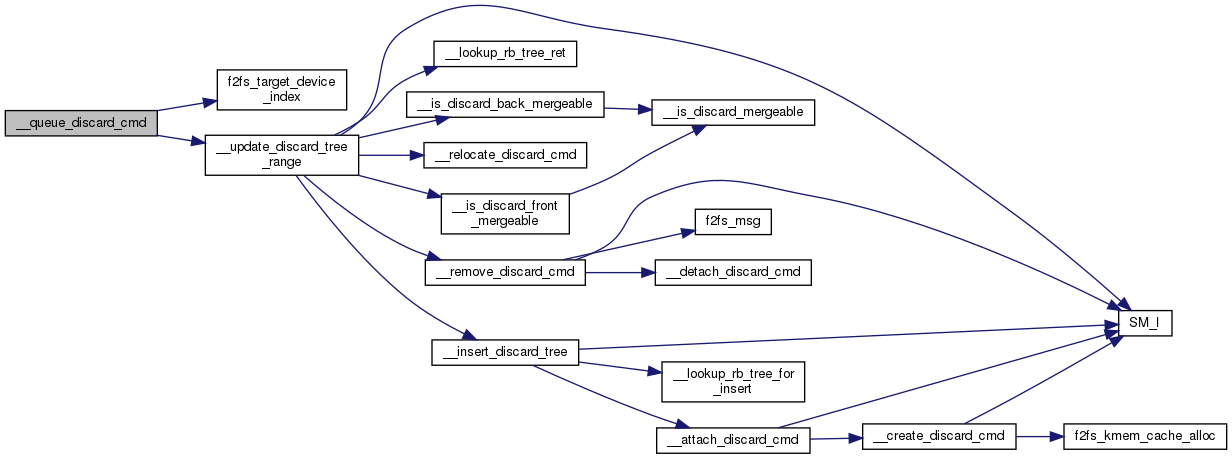 __queue_discard_cmd
f2fs_target_device
_index
__update_discard_tree
_range
__lookup_rb_tree_ret
__is_discard_back_mergeable
__is_discard_mergeable
__relocate_discard_cmd
__is_discard_front
_mergeable
f2fs_msg
__remove_discard_cmd
__detach_discard_cmd
SM_I
__insert_discard_tree
__lookup_rb_tree_for
_insert
__attach_discard_cmd
__create_discard_cmd
f2fs_kmem_cache_alloc